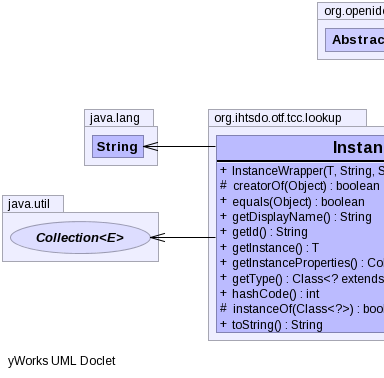 org.openide
Abstrac
java.lang
String
org.ihtsdo.otf.tcc.lookup
Instan
+ InstanceWrapper(T, String, S
# creatorOf(Object) : boolean
+ equals(Object) : boolean
+ getDisplayName() : String
+ getId() : String
+ getInstance() : T
+ getInstanceProperties() : Co
+ getType() : Class<? extends
+ hashCode() : int
# instanceOf(Class<?>) : boo
+ toString() : String
java.util
Collection<E>
yWorks UML Doclet